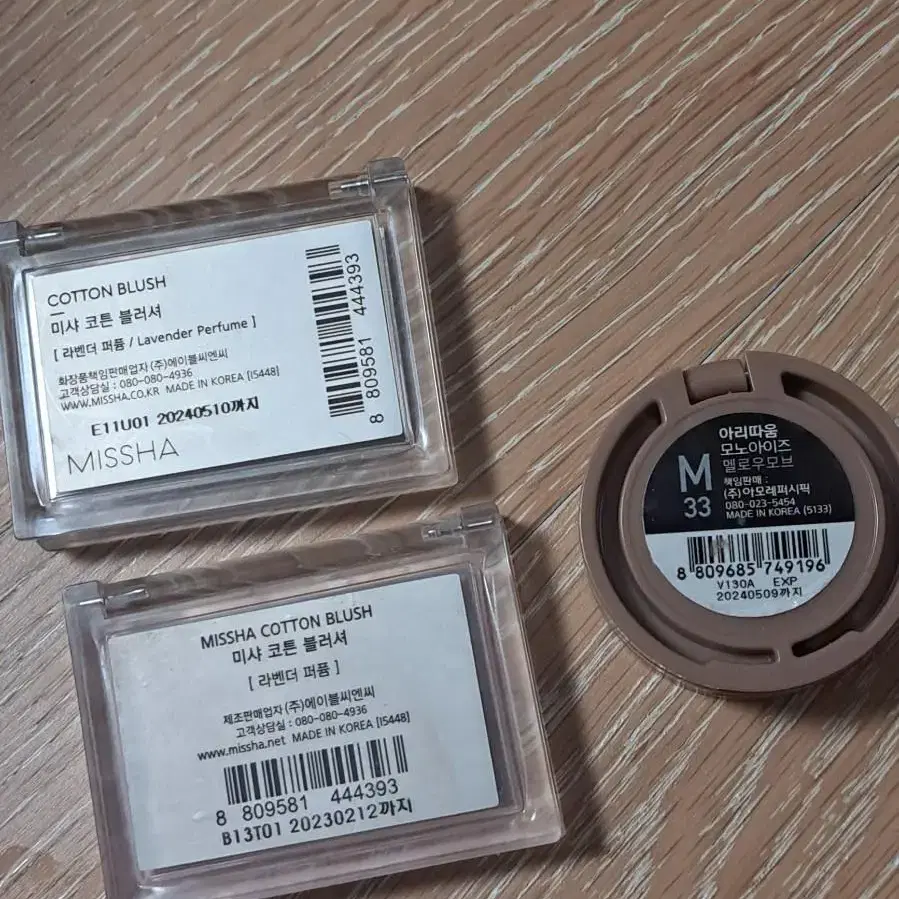 COTTON BLUSH
미샤 코튼 블러셔
[ 라벤더 퍼퓸 / Lavender Perfume ]
화장품책임판매업자 (주)에이블씨엔씨
고객상담실 : 080-080-4936
WWW.MISSHA.CO.KR MADE IN KOREA [I5448]
E11U01 20240510까지
MISSHA
8 809581 444393
MISSHA COTTON BLUSH
미샤 코튼 블러셔
[ 라벤더 퍼퓸 ]
제조판매업자 (주)에이블씨엔씨
고객상담실 : 080-080-4936
www.missha.net MADE IN KOREA [I5448]
8 809581 444393
B13T01 20230212까지
M
33
아리따움
모노아이즈
멜로우모브
책임판매 :
(주)아모레퍼시픽
080-023-5454
MADE IN KOREA (5133)
8 809685 749196
V130A EXP
20240509까지